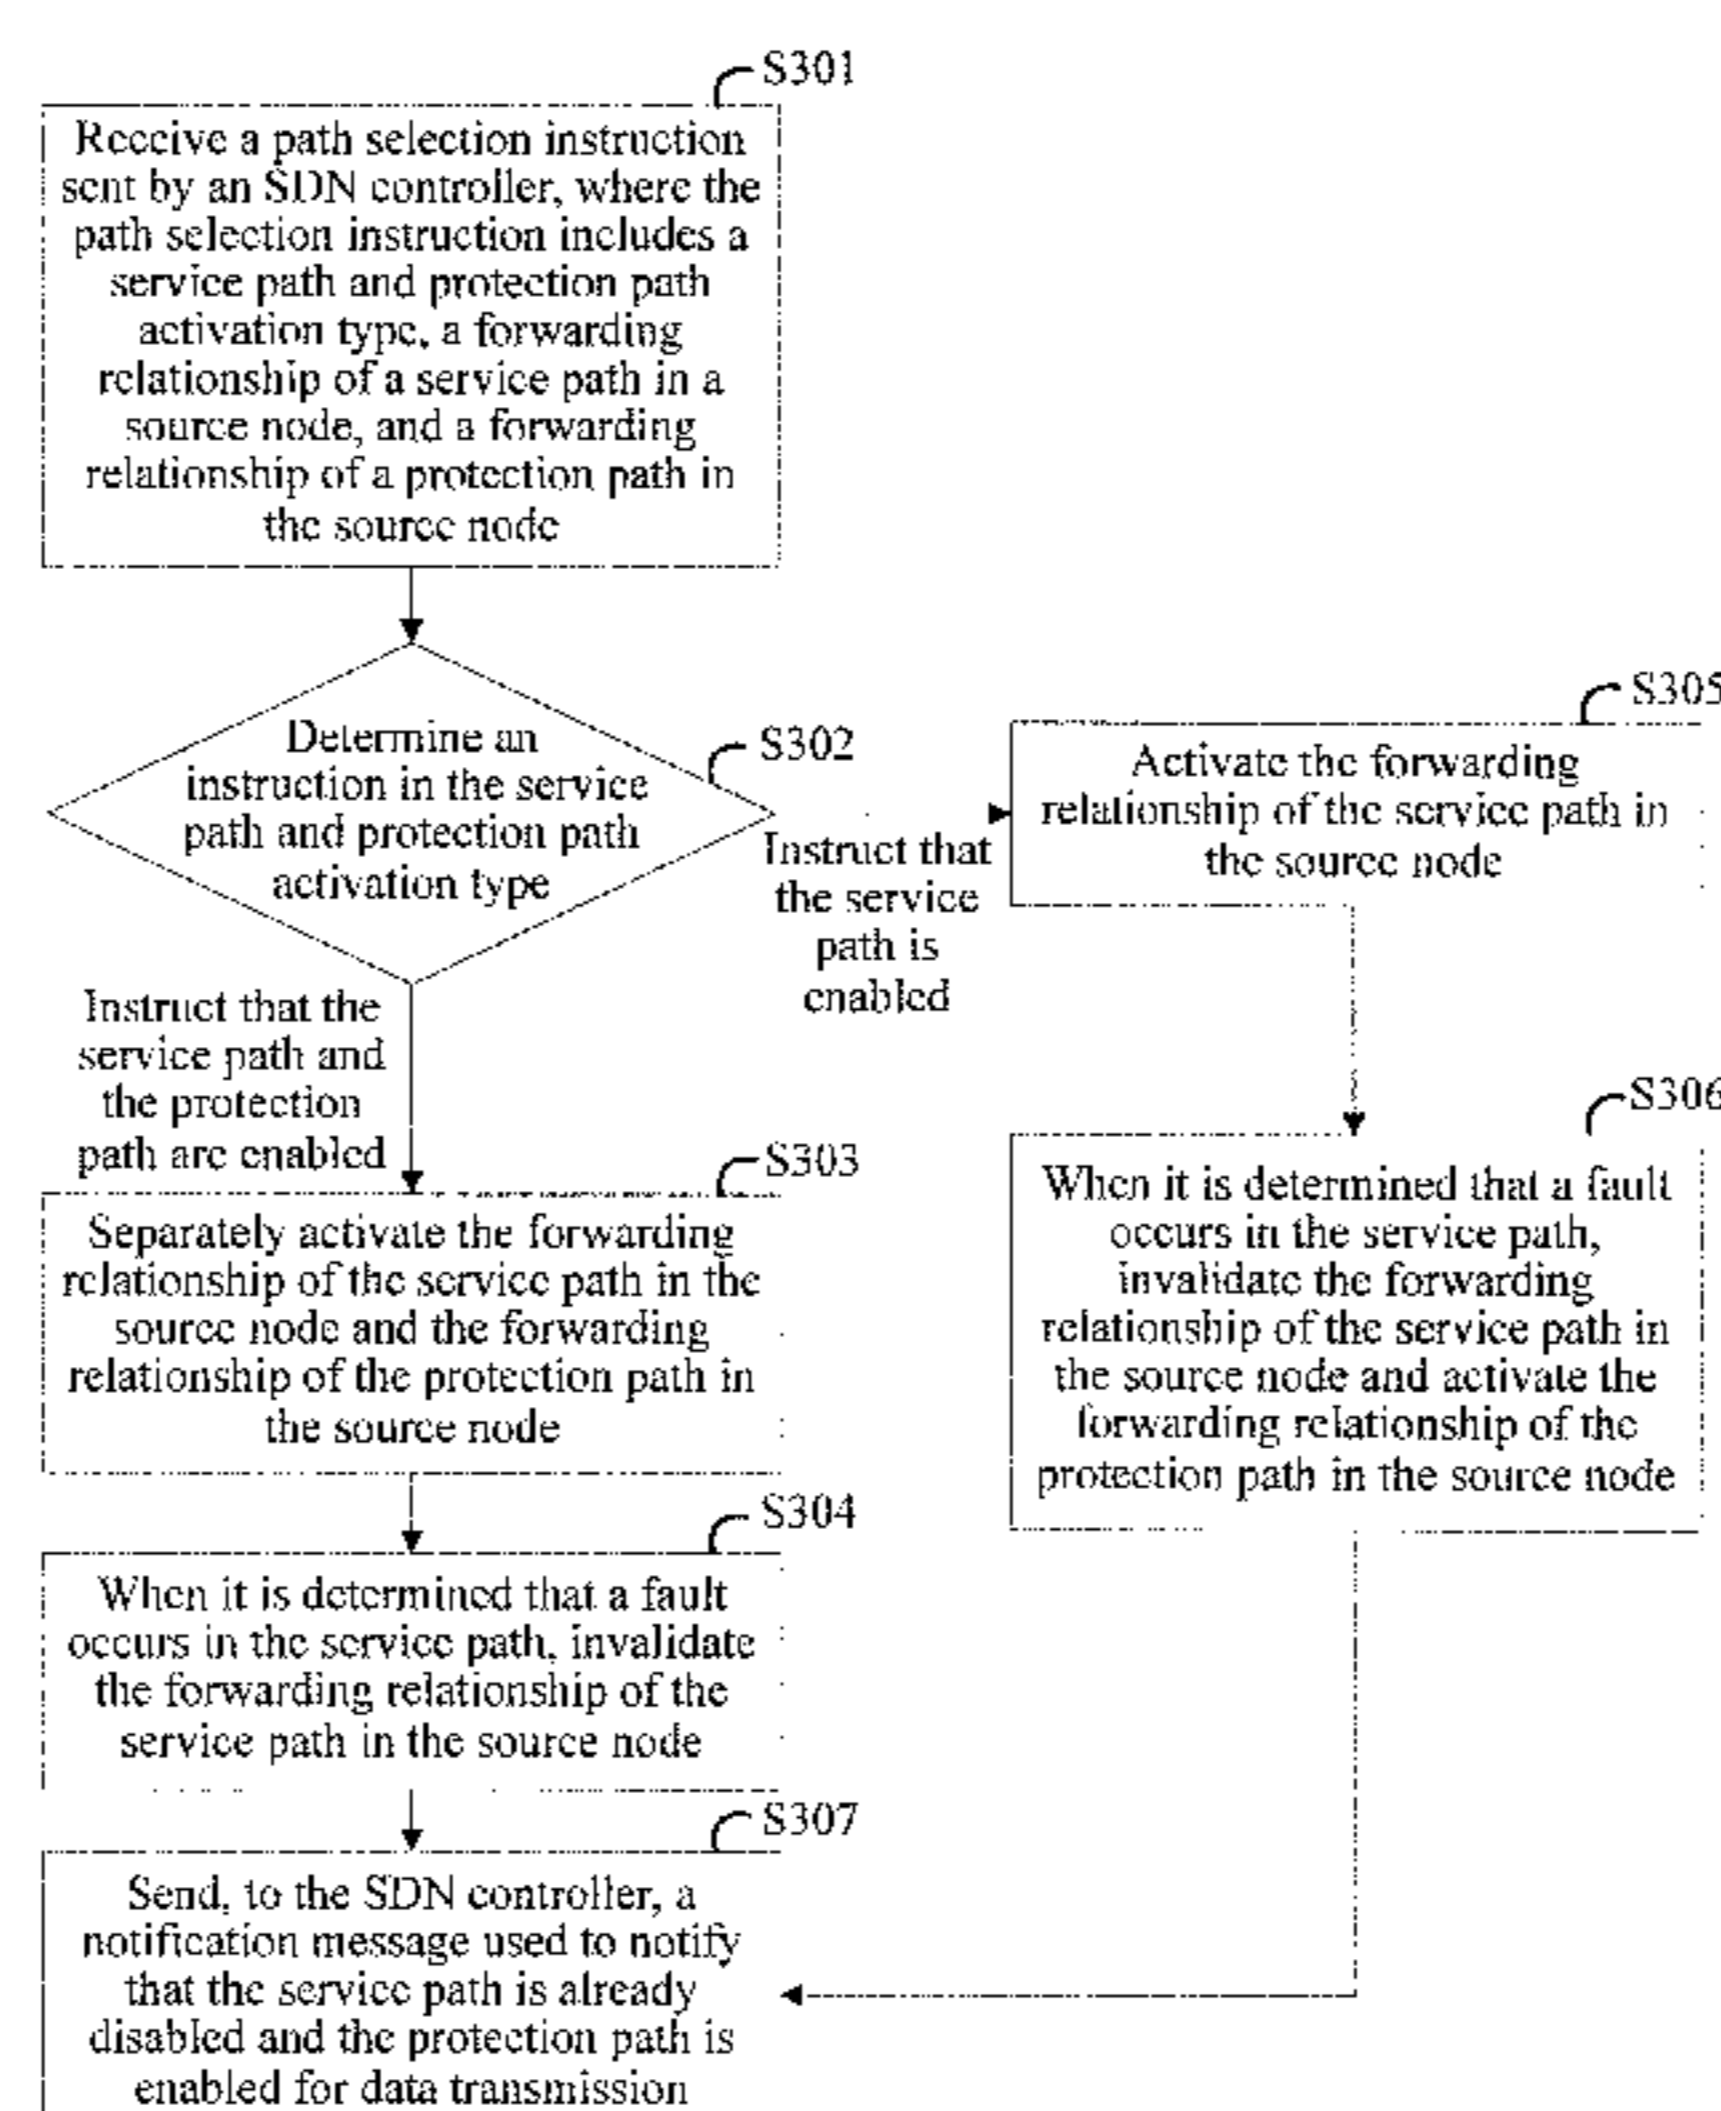 S301
Receive a path selection instruction
sent by an SDN controller, where the
path selection instruction includes a
service path and protection path
activation type, a forwarding
relationship of a service path in a
source node, and a forwarding
relationship of a protection path in
the source node
S302
Determine an
instruction in the service
path and protection path
activation type
Instruct that
the service
path is
enabled
S305
Activate the forwarding
relationship of the service path in
the source node
Instruct that the
service path and
the protection
path are enabled
S303
Separately activate the forwarding
relationship of the service path in the
source node and the forwarding
relationship of the protection path in
the source node
S306
When it is determined that a fault
occurs in the service path,
invalidate the forwarding
relationship of the service path in
the source node and activate the
forwarding relationship of the
protection path in the source node
S304
When it is determined that a fault
occurs in the service path, invalidate
the forwarding relationship of the
service path in the source node
S307
Send, to the SDN controller, a
notification message used to notify
that the service path is already
disabled and the protection path is
enabled for data transmission